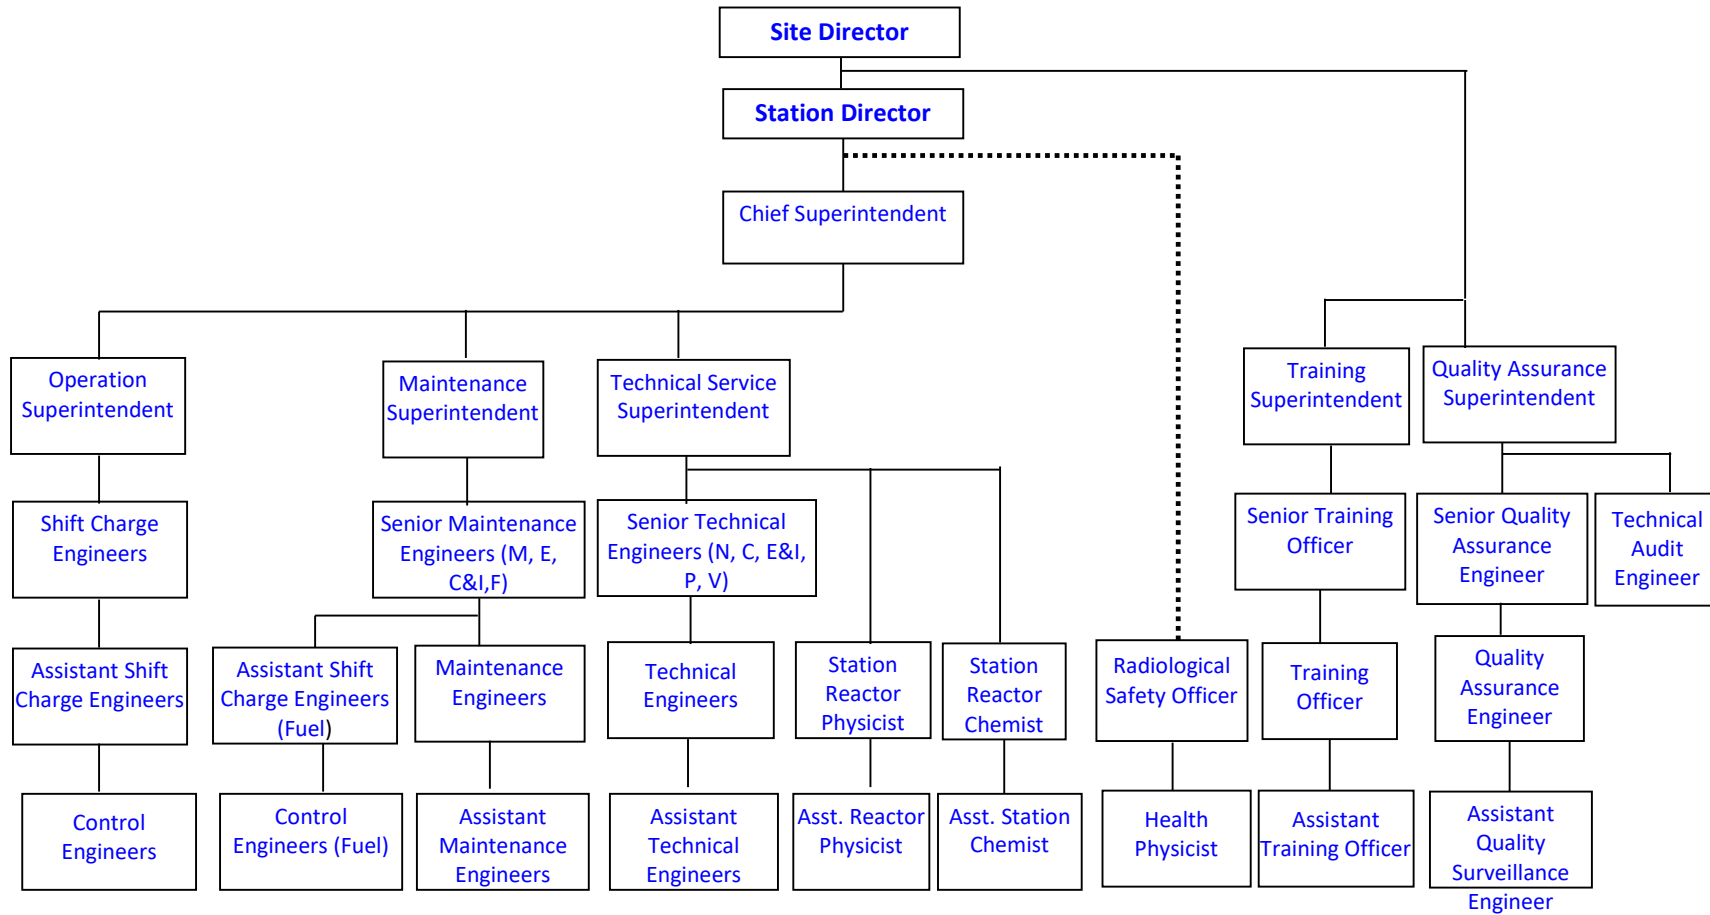 Site Director
Station Director
Chief Superintendent
Operation
Superintendent
Maintenance
Superintendent
Technical Service
Superintendent
Training
Superintendent
Quality Assurance
Superintendent
Shift Charge
Engineers
Senior Maintenance
Engineers (M, E,
C&I,F)
Senior Technical
Engineers (N, C, E&I,
P, V)
Senior Training
Officer
Senior Quality
Assurance
Engineer
Technical
Audit
Engineer
Assistant Shift
Charge Engineers
Assistant Shift
Charge Engineers
(Fuel)
Maintenance
Engineers
Technical
Engineers
Station
Reactor
Physicist
Station
Reactor
Chemist
Radiological
Safety Officer
Training
Officer
Quality
Assurance
Engineer
Control
Engineers
Control
Engineers (Fuel)
Assistant
Maintenance
Engineers
Assistant
Technical
Engineers
Asst. Reactor
Physicist
Asst. Station
Chemist
Health
Physicist
Assistant
Training Officer
Assistant
Quality
Surveillance
Engineer